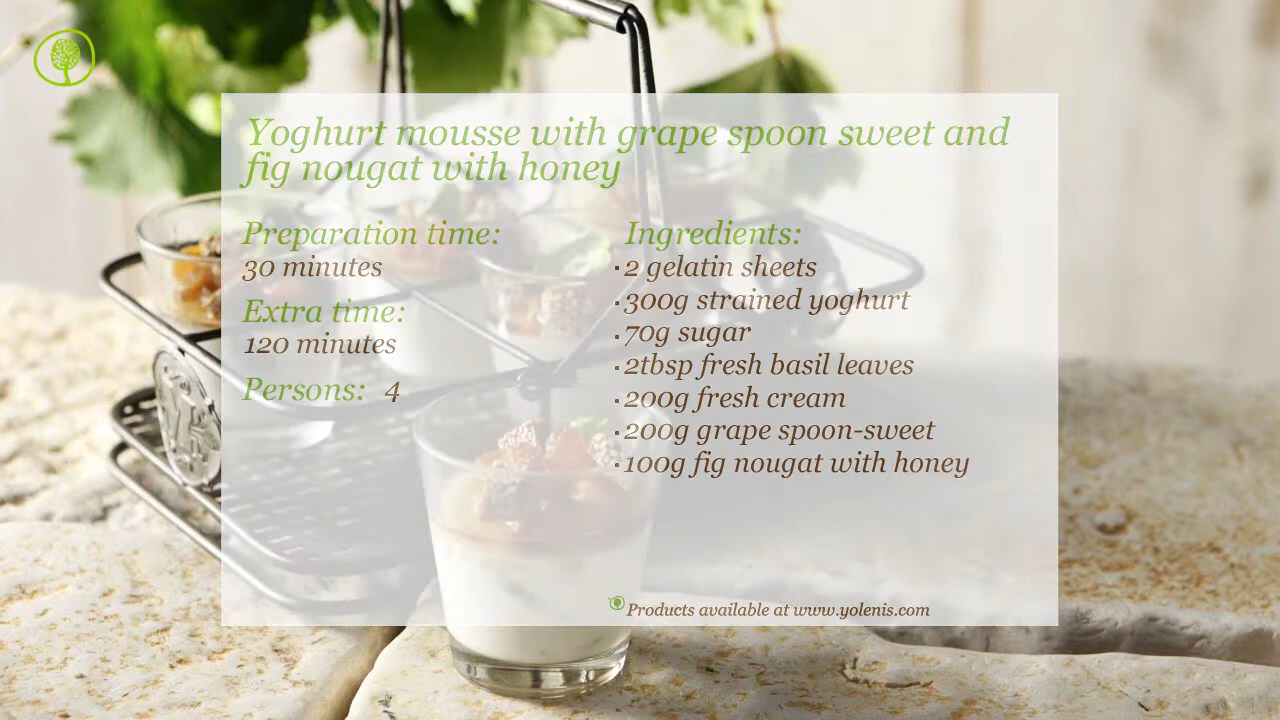 Yoghurt mousse with grape spoon sweet and
fig nougat with honey
Preparation time:
30 minutes
Extra time:
120 minutes
Persons: 4
Ingredients:
·2 gelatin sheets
·300g strained yoghurt
·70g sugar
·2tbsp fresh basil leaves
·200g fresh cream
·200g grape spoon-sweet
·100g fig nougat with honey
Products available at www.yolenis.com